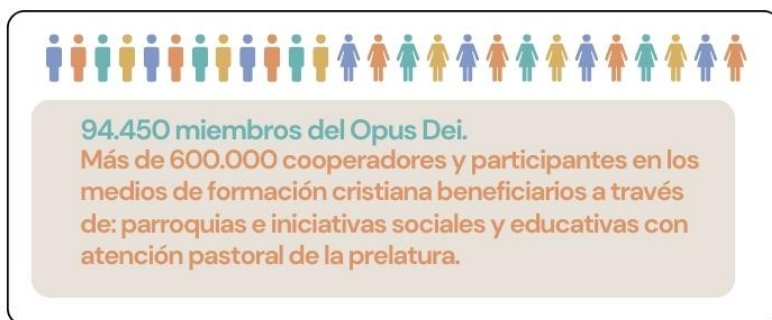 94.450 miembros del Opus Dei.
Más de 600.000 cooperadores y participantes en los
medios de formación cristiana beneficiarios a través
de: parroquias e iniciativas sociales y educativas con
atención pastoral de la prelatura.